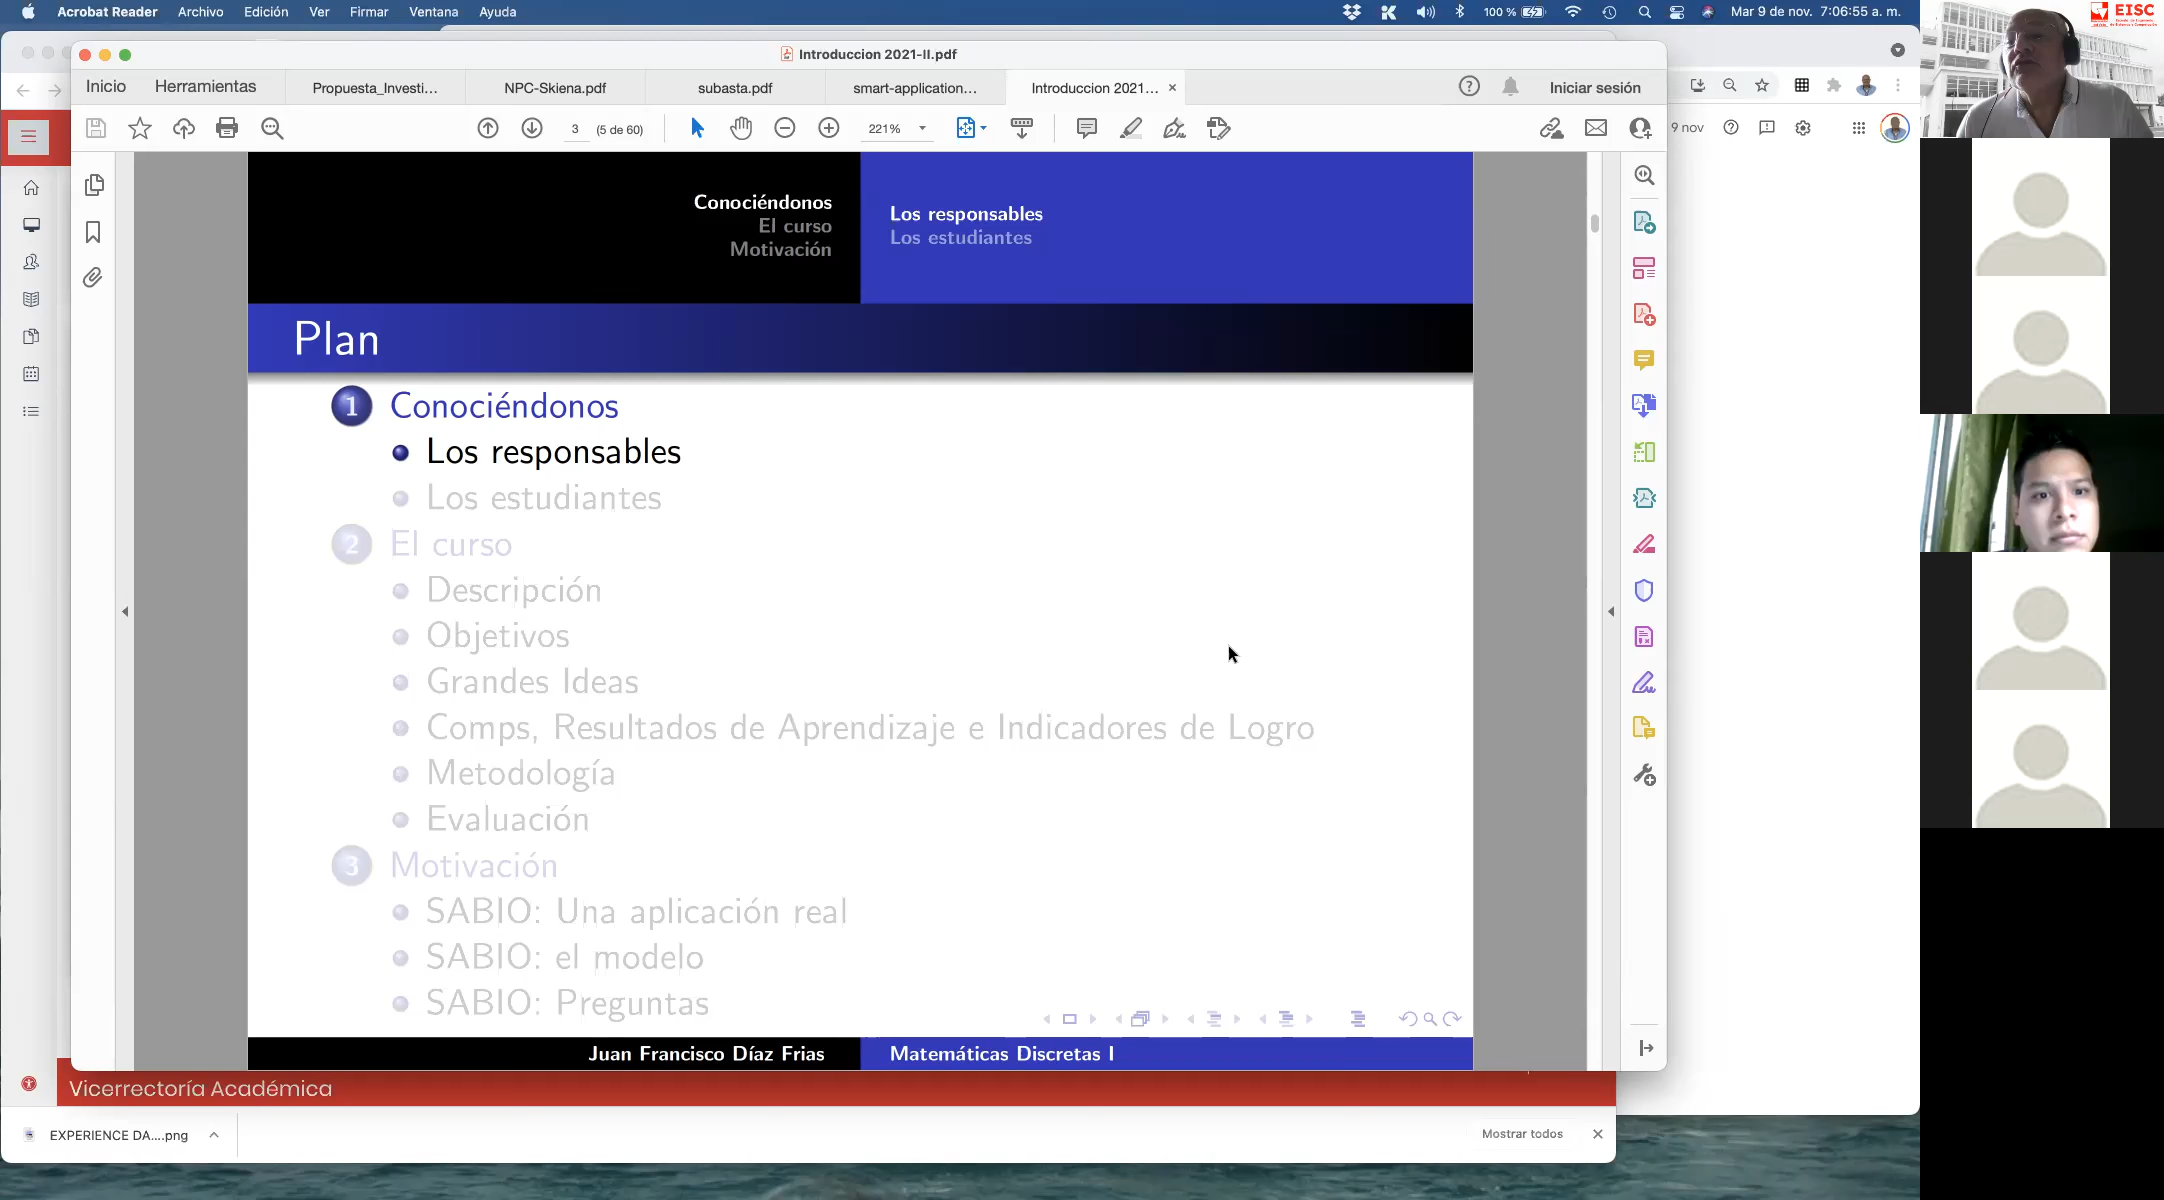 Acrobat Reader Archivo Edición Ver Firmar Ventana Ayuda 100 % Mar 9 de nov. 7:06:55 a. m.
EISC
Introduccion 2021-II.pdf
Inicio Herramientas Propuesta_Investi... NPC-Skiena.pdf subasta.pdf smart-application... Introduccion 2021... × Iniciar sesión
3 (5 de 60) 221%
9 nov
Conociéndonos
El curso
Motivación
Los responsables
Los estudiantes
Plan
1 Conociéndonos
Los responsables
Los estudiantes
2 El curso
Descripción
Objetivos
Grandes Ideas
Comps, Resultados de Aprendizaje e Indicadores de Logro
Metodología
Evaluación
3 Motivación
SABIO: Una aplicación real
SABIO: el modelo
SABIO: Preguntas
Juan Francisco Díaz Frias Matemáticas Discretas I
Vicerrectoría Académica
EXPERIENCE DA....png Mostrar todos